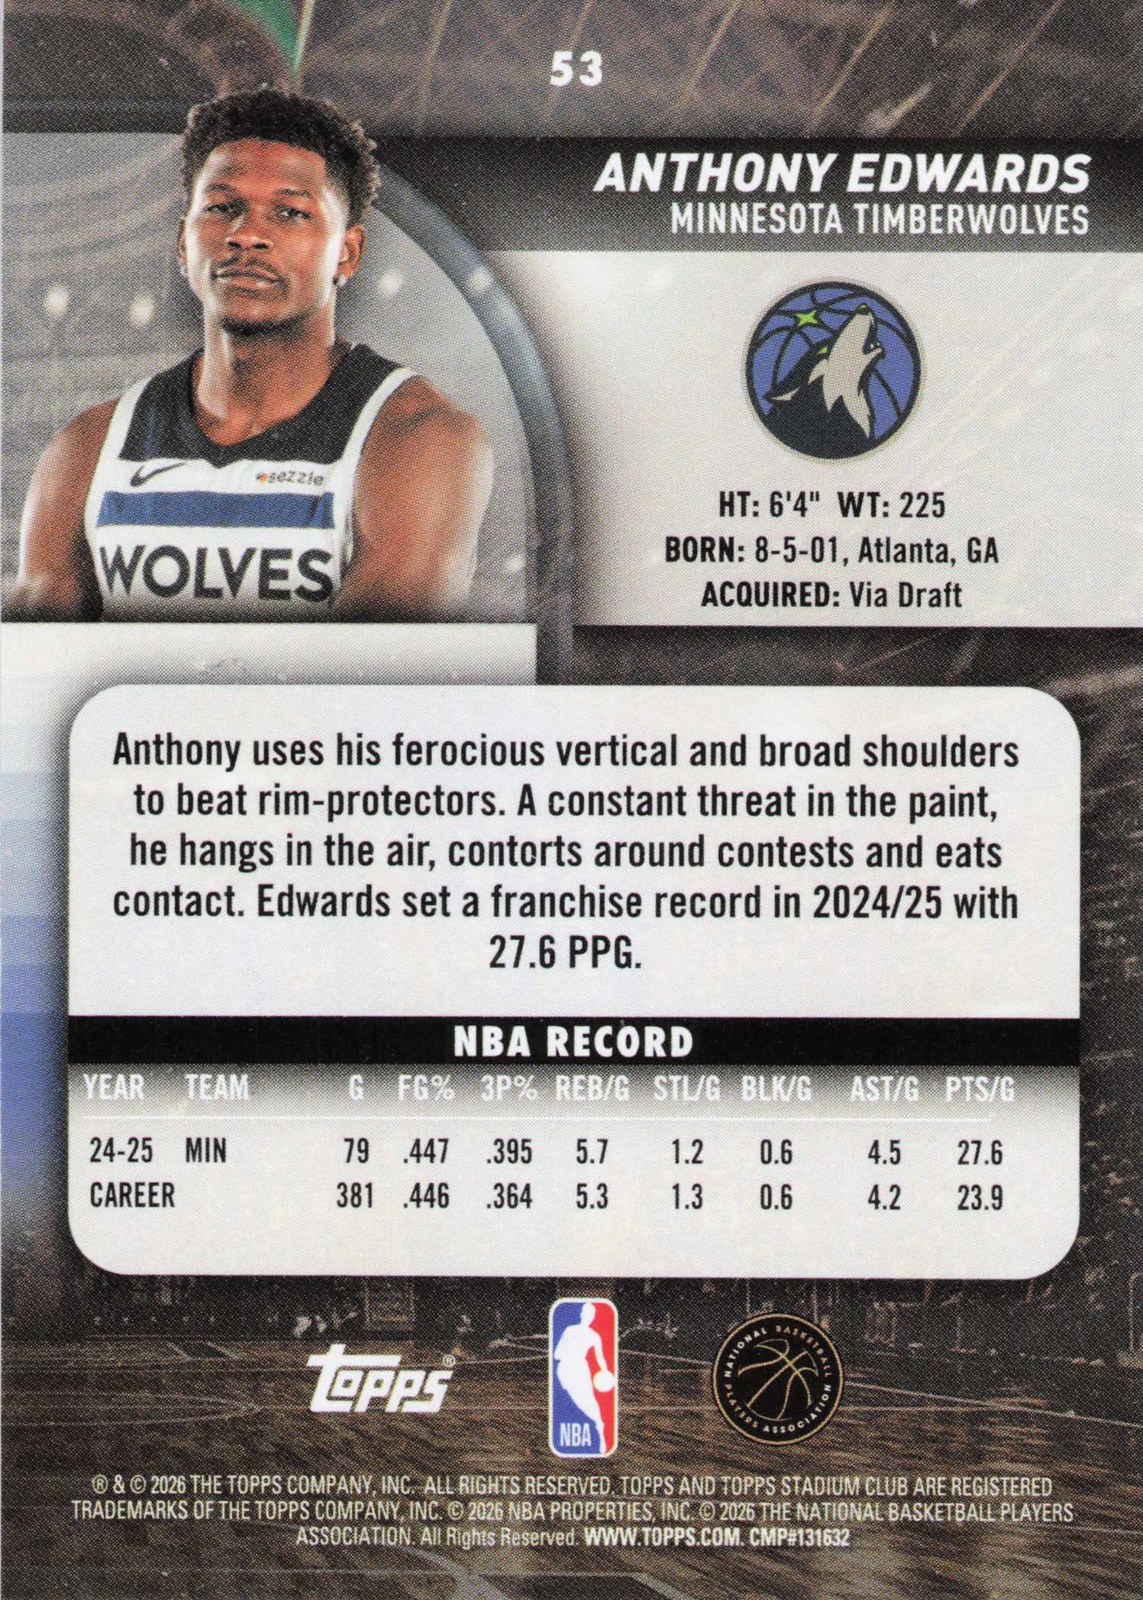 53
ANTHONY EDWARDS
MINNESOTA TIMBERWOLVES
sezzle
WOLVES
HT: 6'4" WT: 225
BORN: 8-5-01, Atlanta, GA
ACQUIRED: Via Draft
Anthony uses his ferocious vertical and broad shoulders
to beat rim-protectors. A constant threat in the paint,
he hangs in the air, contorts around contests and eats
contact. Edwards set a franchise record in 2024/25 with
27.6 PPG.
NBA RECORD
YEAR TEAM G FG% 3P% REB/G STL/G BLK/G AST/G PTS/G
24-25 MIN 79 .447 .395 5.7 1.2 0.6 4.5 27.6
CAREER 381 .446 .364 5.3 1.3 0.6 4.2 23.9
Topps®
NBA
NATIONAL BASKETBALL PLAYERS ASSOCIATION
® & © 2026 THE TOPPS COMPANY, INC. ALL RIGHTS RESERVED. TOPPS AND TOPPS STADIUM CLUB ARE REGISTERED
TRADEMARKS OF THE TOPPS COMPANY, INC. © 2026 NBA PROPERTIES, INC. © 2026 THE NATIONAL BASKETBALL PLAYERS
ASSOCIATION. All Rights Reserved. WWW.TOPPS.COM. CMP#131632